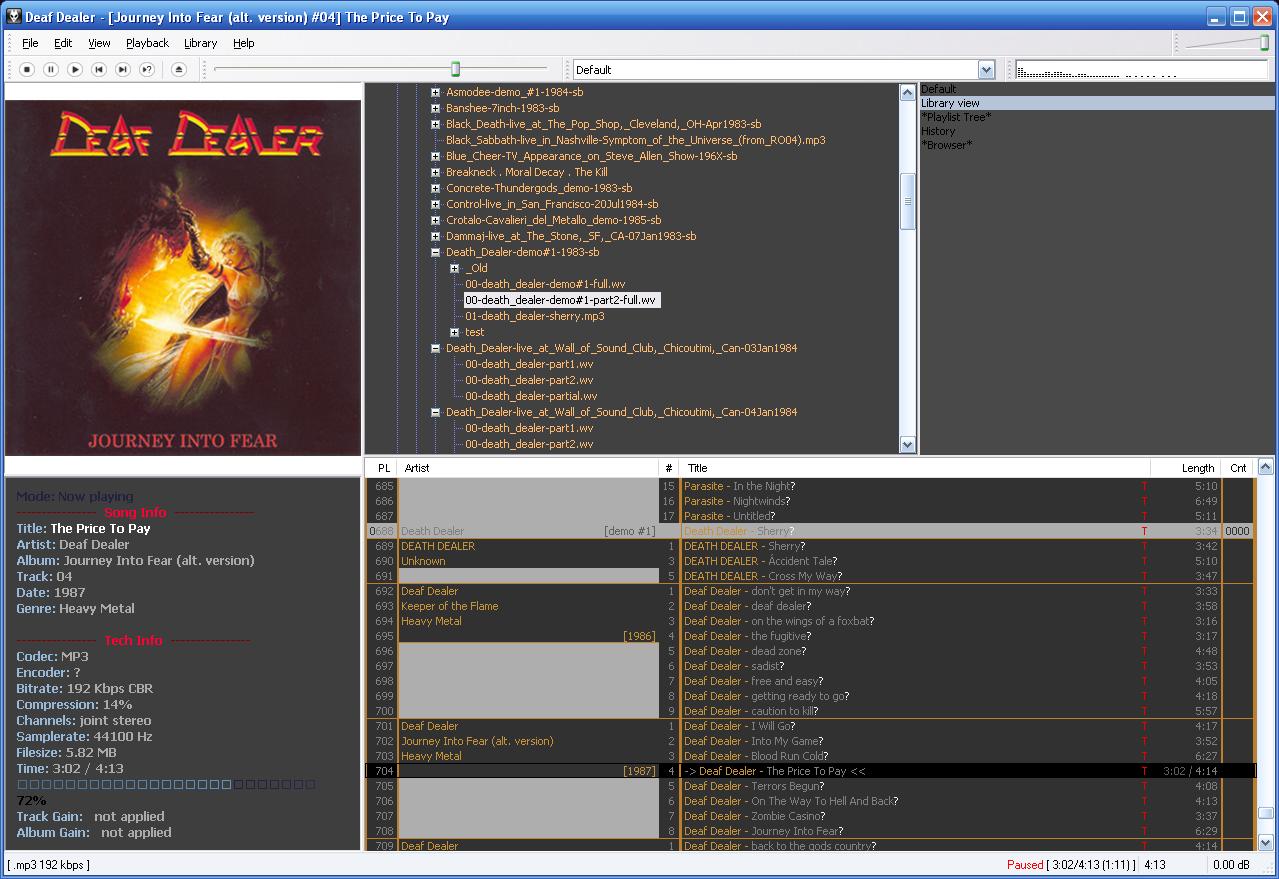 Deaf Dealer - [Journey Into Fear (alt. version) #04] The Price To Pay
File Edit View Playback Library Help
Default
DEAF DEALER
JOURNEY INTO FEAR
Asmodee-demo_#1-1984-sb
Banshee-7inch-1983-sb
Black_Death-live_at_The_Pop_Shop,_Cleveland,_OH-Apr1983-sb
Black_Sabbath-live_in_Nashville-Symptom_of_the_Universe_(from_RO04).mp3
Blue_Cheer-TV_Appearance_on_Steve_Allen_Show-196X-sb
Breakneck . Moral Decay . The Kill
Concrete-Thundergods_demo-1983-sb
Control-live_in_San_Francisco-20Jul1984-sb
Crotalo-Cavalieri_del_Metallo_demo-1985-sb
Dammaj-live_at_The_Stone,_SF,_CA-07Jan1983-sb
Death_Dealer-demo#1-1983-sb
_Old
00-death_dealer-demo#1-full.wv
00-death_dealer-demo#1-part2-full.wv
01-death_dealer-sherry.mp3
test
Death_Dealer-live_at_Wall_of_Sound_Club,_Chicoutimi,_Can-03Jan1984
00-death_dealer-part1.wv
00-death_dealer-part2.wv
00-death_dealer-partial.wv
Death_Dealer-live_at_Wall_of_Sound_Club,_Chicoutimi,_Can-04Jan1984
00-death_dealer-part1.wv
00-death_dealer-part2.wv
Default
Library view
*Playlist Tree*
History
*Browser*
Mode: Now playing
Song Info
Title: The Price To Pay
Artist: Deaf Dealer
Album: Journey Into Fear (alt. version)
Track: 04
Date: 1987
Genre: Heavy Metal
Tech Info
Codec: MP3
Encoder: ?
Bitrate: 192 Kbps CBR
Compression: 14%
Channels: joint stereo
Samplerate: 44100 Hz
Filesize: 5.82 MB
Time: 3:02 / 4:13
72%
Track Gain: not applied
Album Gain: not applied
PL Artist # Title Length Cnt
685 15 Parasite - In the Night? T 5:10
686 16 Parasite - Nightwinds? T 6:49
687 17 Parasite - Untitled? T 5:11
0688 Death Dealer [demo #1] Death Dealer - Sherry? T 3:34 0000
689 DEATH DEALER 1 DEATH DEALER - Sherry? T 3:42
690 Unknown 3 DEATH DEALER - Äccident Tale? T 5:10
691 5 DEATH DEALER - Cross My Way? T 3:47
692 Deaf Dealer 1 Deaf Dealer - don't get in my way? T 3:33
693 Keeper of the Flame 2 Deaf Dealer - deaf dealer? T 3:58
694 Heavy Metal 3 Deaf Dealer - on the wings of a foxbat? T 3:16
695 [1986] 4 Deaf Dealer - the fugitive? T 3:17
696 5 Deaf Dealer - dead zone? T 4:48
697 6 Deaf Dealer - sadist? T 3:53
698 7 Deaf Dealer - free and easy? T 4:05
699 8 Deaf Dealer - getting ready to go? T 4:18
700 9 Deaf Dealer - caution to kill? T 5:57
701 Deaf Dealer 1 Deaf Dealer - I Will Go? T 4:17
702 Journey Into Fear (alt. version) 2 Deaf Dealer - Into My Game? T 3:52
703 Heavy Metal 3 Deaf Dealer - Blood Run Cold? T 6:27
704 [1987] 4 -> Deaf Dealer - The Price To Pay << T 3:02 / 4:14
705 5 Deaf Dealer - Terrors Begun? T 4:08
706 6 Deaf Dealer - On The Way To Hell And Back? T 4:13
707 7 Deaf Dealer - Zombie Casino? T 3:37
708 8 Deaf Dealer - Journey Into Fear? T 6:29
709 Deaf Dealer 1 Deaf Dealer - back to the gods country? T 4:14
[ .mp3 192 kbps ] Paused [ 3:02/4:13 (1:11) ] 4:13 0.00 dB